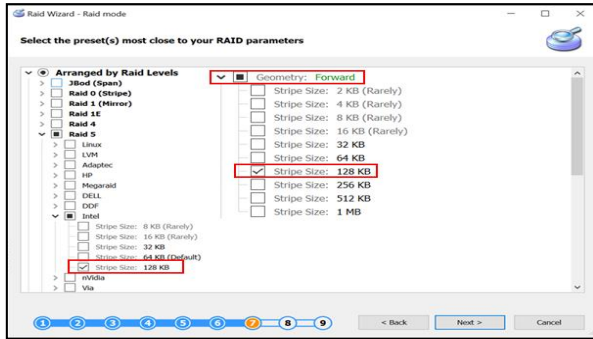 Raid Wizard - Raid mode
Select the preset(s) most close to your RAID parameters
Arranged by Raid Levels
JBod (Span)
Raid 0 (Stripe)
Raid 1 (Mirror)
Raid 1E
Raid 4
Raid 5
Linux
LVM
Adaptec
HP
Megaraid
DELL
DDF
Intel
Stripe Size: 8 KB (Rarely)
Stripe Size: 16 KB (Rarely)
Stripe Size: 32 KB
Stripe Size: 64 KB (Default)
Stripe Size: 128 KB
nVidia
Via
Geometry: Forward
Stripe Size: 2 KB (Rarely)
Stripe Size: 4 KB (Rarely)
Stripe Size: 8 KB (Rarely)
Stripe Size: 16 KB (Rarely)
Stripe Size: 32 KB
Stripe Size: 64 KB
Stripe Size: 128 KB
Stripe Size: 256 KB
Stripe Size: 512 KB
Stripe Size: 1 MB
1 2 3 4 5 6 7 8 9
< Back Next > Cancel